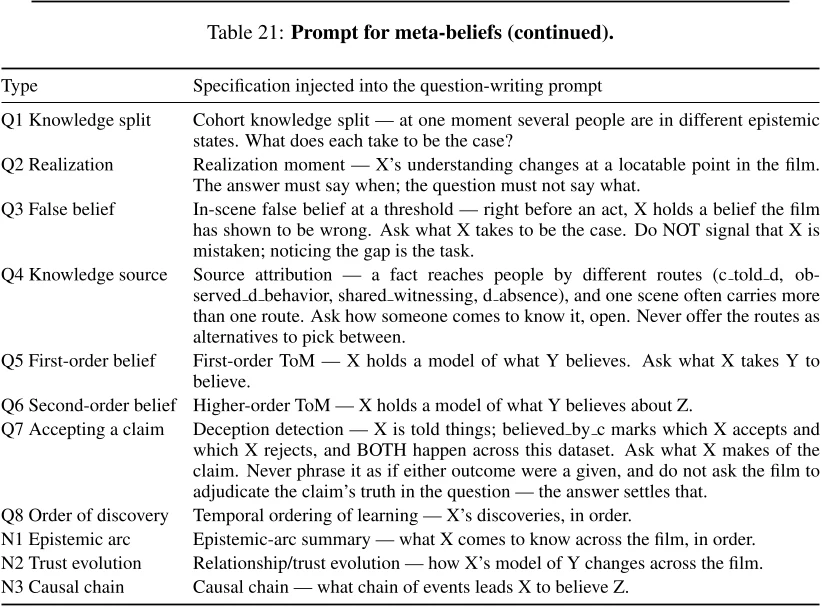 Table 21: Prompt for meta-beliefs (continued).
Type Specification injected into the question-writing prompt
Q1 Knowledge split Cohort knowledge split — at one moment several people are in different epistemic
states. What does each take to be the case?
Q2 Realization Realization moment — X's understanding changes at a locatable point in the film.
The answer must say when; the question must not say what.
Q3 False belief In-scene false belief at a threshold — right before an act, X holds a belief the film
has shown to be wrong. Ask what X takes to be the case. Do NOT signal that X is
mistaken; noticing the gap is the task.
Q4 Knowledge source Source attribution — a fact reaches people by different routes (c_told_d, ob-
served_d_behavior, shared_witnessing, d_absence), and one scene often carries more
than one route. Ask how someone comes to know it, open. Never offer the routes as
alternatives to pick between.
Q5 First-order belief First-order ToM — X holds a model of what Y believes. Ask what X takes Y to
believe.
Q6 Second-order belief Higher-order ToM — X holds a model of what Y believes about Z.
Q7 Accepting a claim Deception detection — X is told things; believed_by_c marks which X accepts and
which X rejects, and BOTH happen across this dataset. Ask what X makes of the
claim. Never phrase it as if either outcome were a given, and do not ask the film to
adjudicate the claim's truth in the question — the answer settles that.
Q8 Order of discovery Temporal ordering of learning — X's discoveries, in order.
N1 Epistemic arc Epistemic-arc summary — what X comes to know across the film, in order.
N2 Trust evolution Relationship/trust evolution — how X's model of Y changes across the film.
N3 Causal chain Causal chain — what chain of events leads X to believe Z.